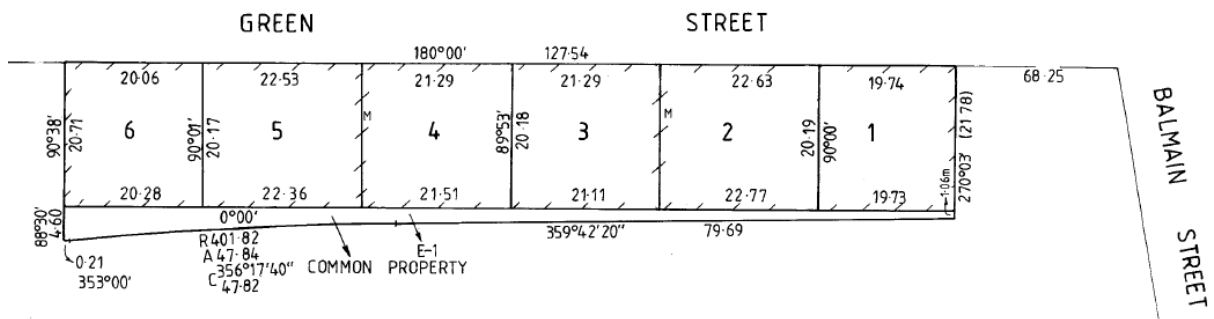 GREEN STREET
180°00' 127·54
20·06 22·53 21·29 21·29 22·63 19·74 68·25
90°38' 20·71 6 90°01' 20·17 5 M 4 89°53' 20·18 3 M 2 20·19 90°00' 1 270°03' (21·78)
20·28 22·36 21·51 21·11 22·77 19·73 1·06m
88°30' 4·60 0°00' 359°42'20" 79·69
R401·82
A 47·84
356°17'40"
C 47·82
E-1
COMMON PROPERTY
0·21
353°00'
BALMAIN STREET